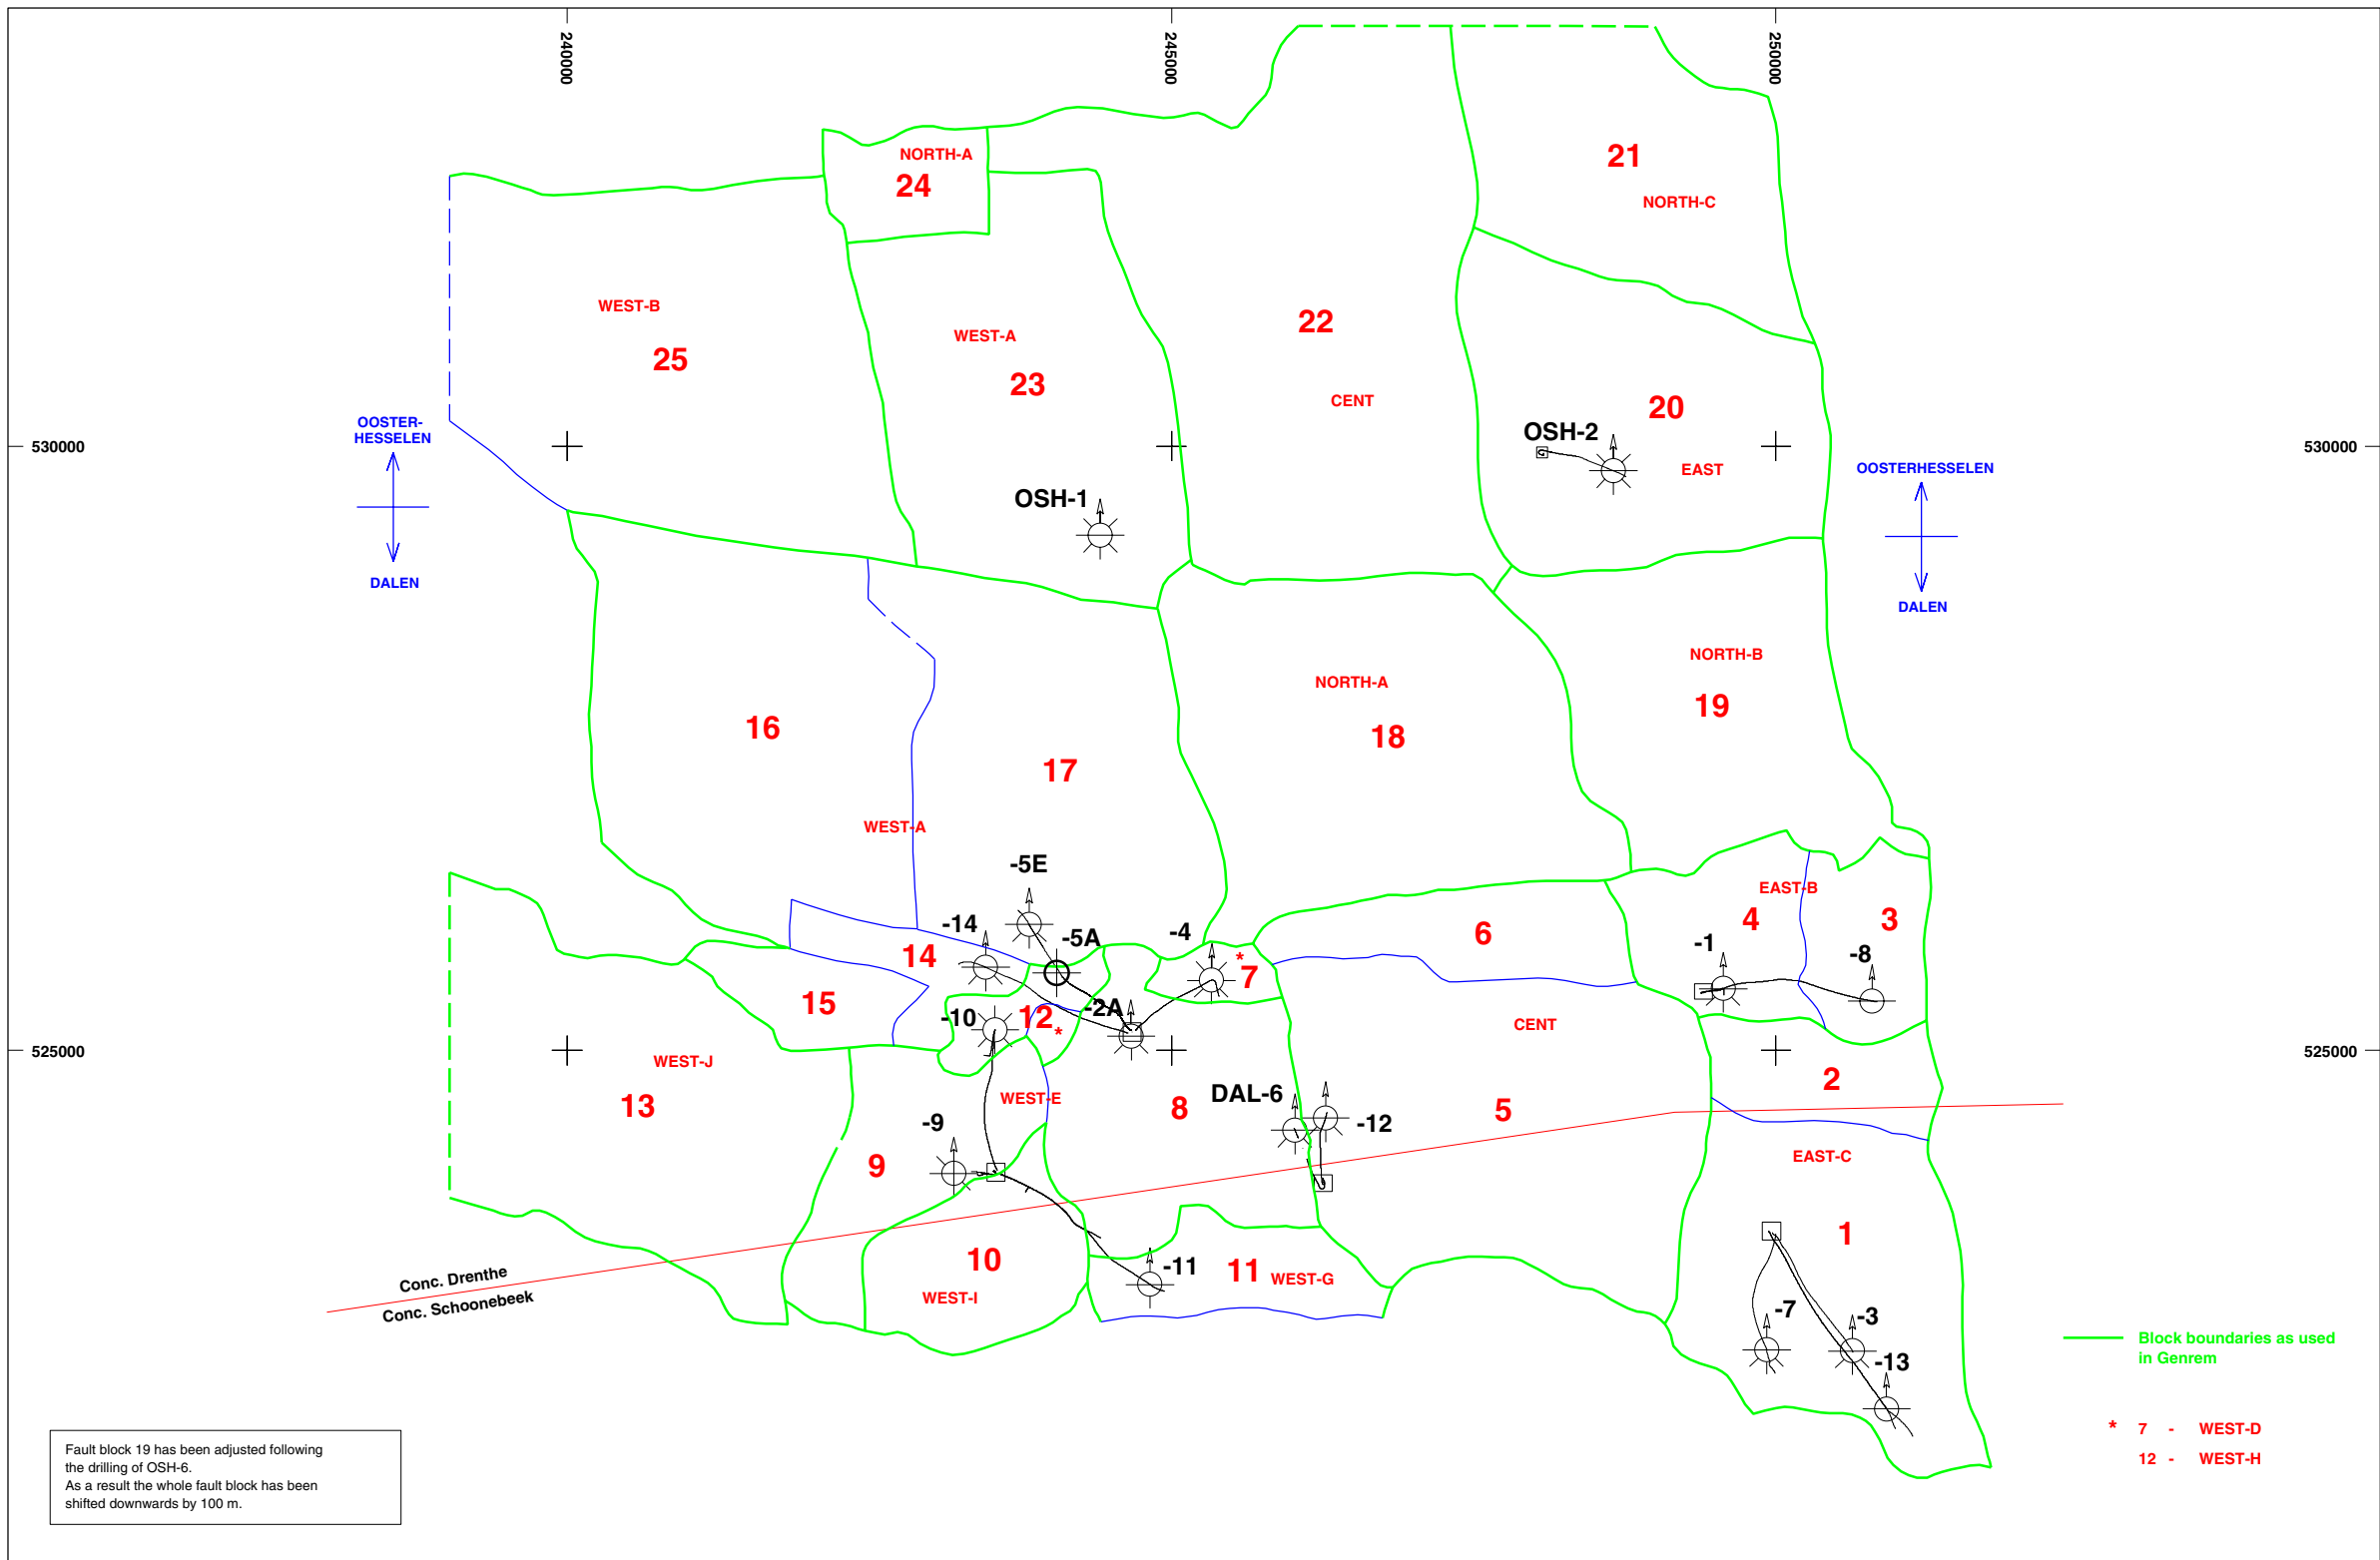 240000
245000
250000
NORTH-A
24
21
NORTH-C
WEST-B
25
WEST-A
23
22
CENT
20
EAST
OOSTER-
HESSELEN
DALEN
530000
530000
OSH-2
OSH-1
OOSTERHESSELEN
DALEN
NORTH-B
19
NORTH-A
18
16
17
WEST-A
-5E
-14
-5A
-4
14
* 7
6
EAST-B
4
3
-1
-8
15
-10
12 *
-2A
CENT
525000
525000
WEST-J
13
WEST-E
8
DAL-6
-12
5
2
-9
9
EAST-C
1
10
WEST-I
-11
11
WEST-G
Conc. Drenthe
Conc. Schoonebeek
-7
-3
-13
Block boundaries as used
in Genrem
* 7 - WEST-D
12 - WEST-H
Fault block 19 has been adjusted following
the drilling of OSH-6.
As a result the whole fault block has been
shifted downwards by 100 m.